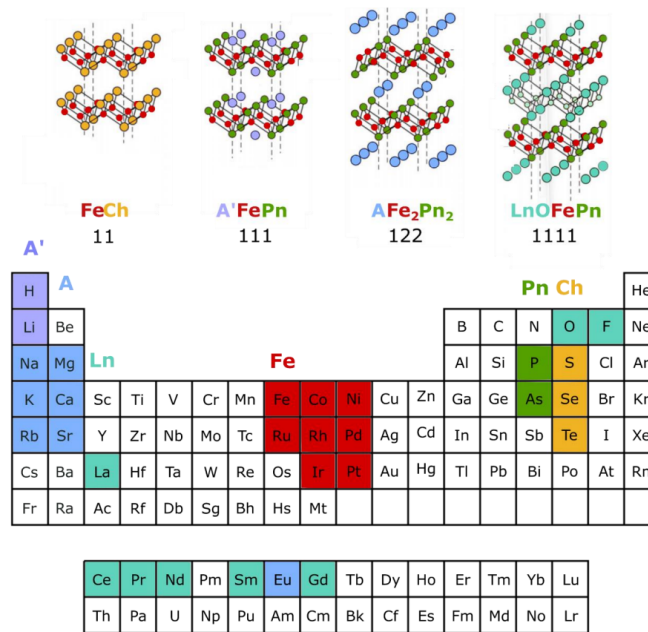 FeCh A'FePn AFe₂Pn₂ LnOFePn
11 111 122 1111
A'
A Pn Ch
H He
Li Be B C N O F Ne
Ln Fe
Na Mg Al Si P S Cl Ar
K Ca Sc Ti V Cr Mn Fe Co Ni Cu Zn Ga Ge As Se Br Kr
Rb Sr Y Zr Nb Mo Tc Ru Rh Pd Ag Cd In Sn Sb Te I Xe
Cs Ba La Hf Ta W Re Os Ir Pt Au Hg Tl Pb Bi Po At Rn
Fr Ra Ac Rf Db Sg Bh Hs Mt
Ce Pr Nd Pm Sm Eu Gd Tb Dy Ho Er Tm Yb Lu
Th Pa U Np Pu Am Cm Bk Cf Es Fm Md No Lr